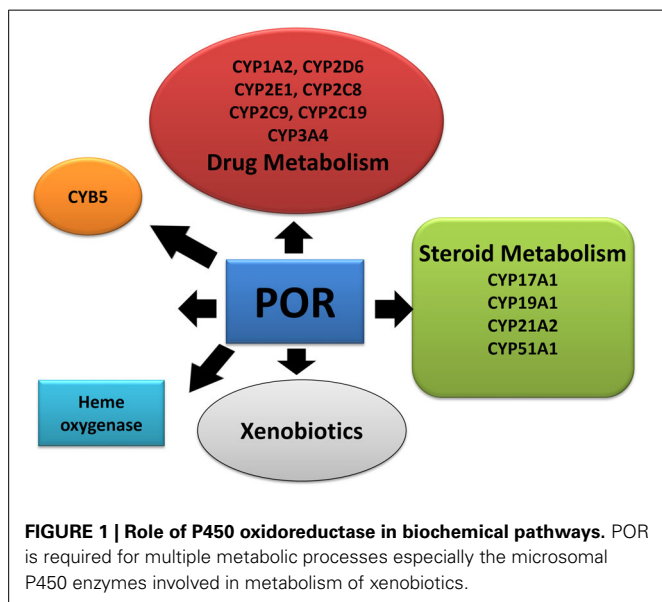 CYP1A2, CYP2D6
CYP2E1, CYP2C8
CYP2C9, CYP2C19
CYP3A4
Drug Metabolism
CYB5
POR
Steroid Metabolism
CYP17A1
CYP19A1
CYP21A2
CYP51A1
Heme
oxygenase
Xenobiotics
FIGURE 1 | Role of P450 oxidoreductase in biochemical pathways. POR
is required for multiple metabolic processes especially the microsomal
P450 enzymes involved in metabolism of xenobiotics.